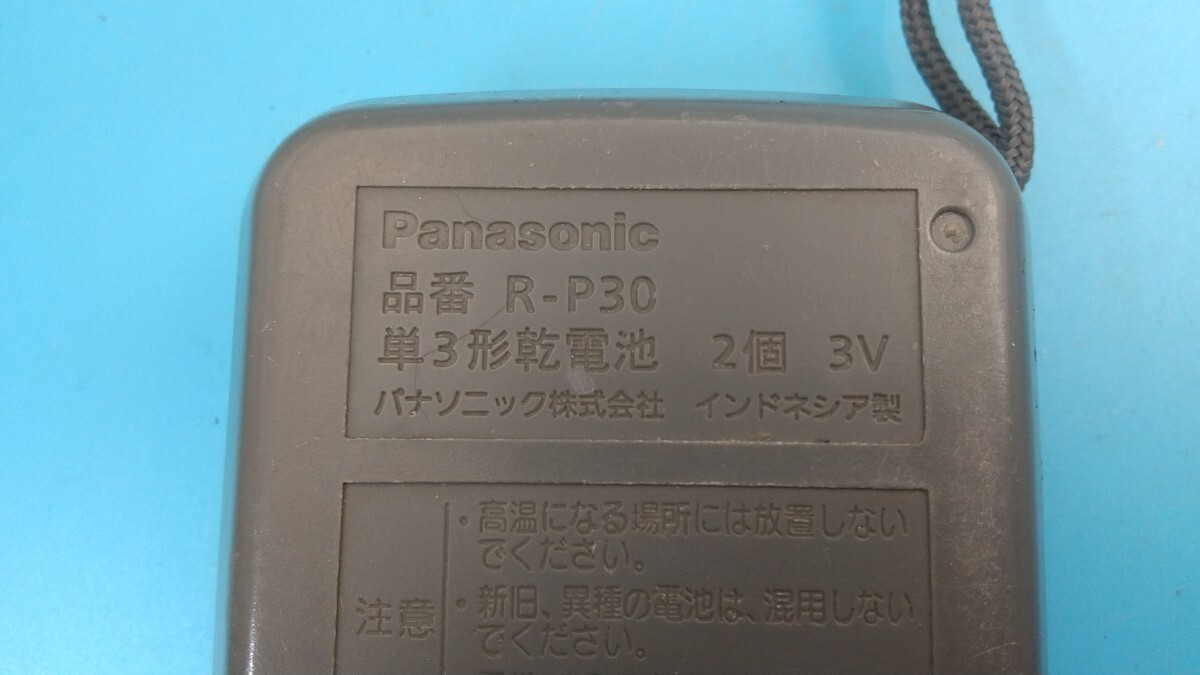 Panasonic
品番 R-P30
単3形乾電池 2個 3V
パナソニック株式会社 インドネシア製
注意
・高温になる場所には放置しない
でください。
・新旧、異種の電池は、混用しない
でください。